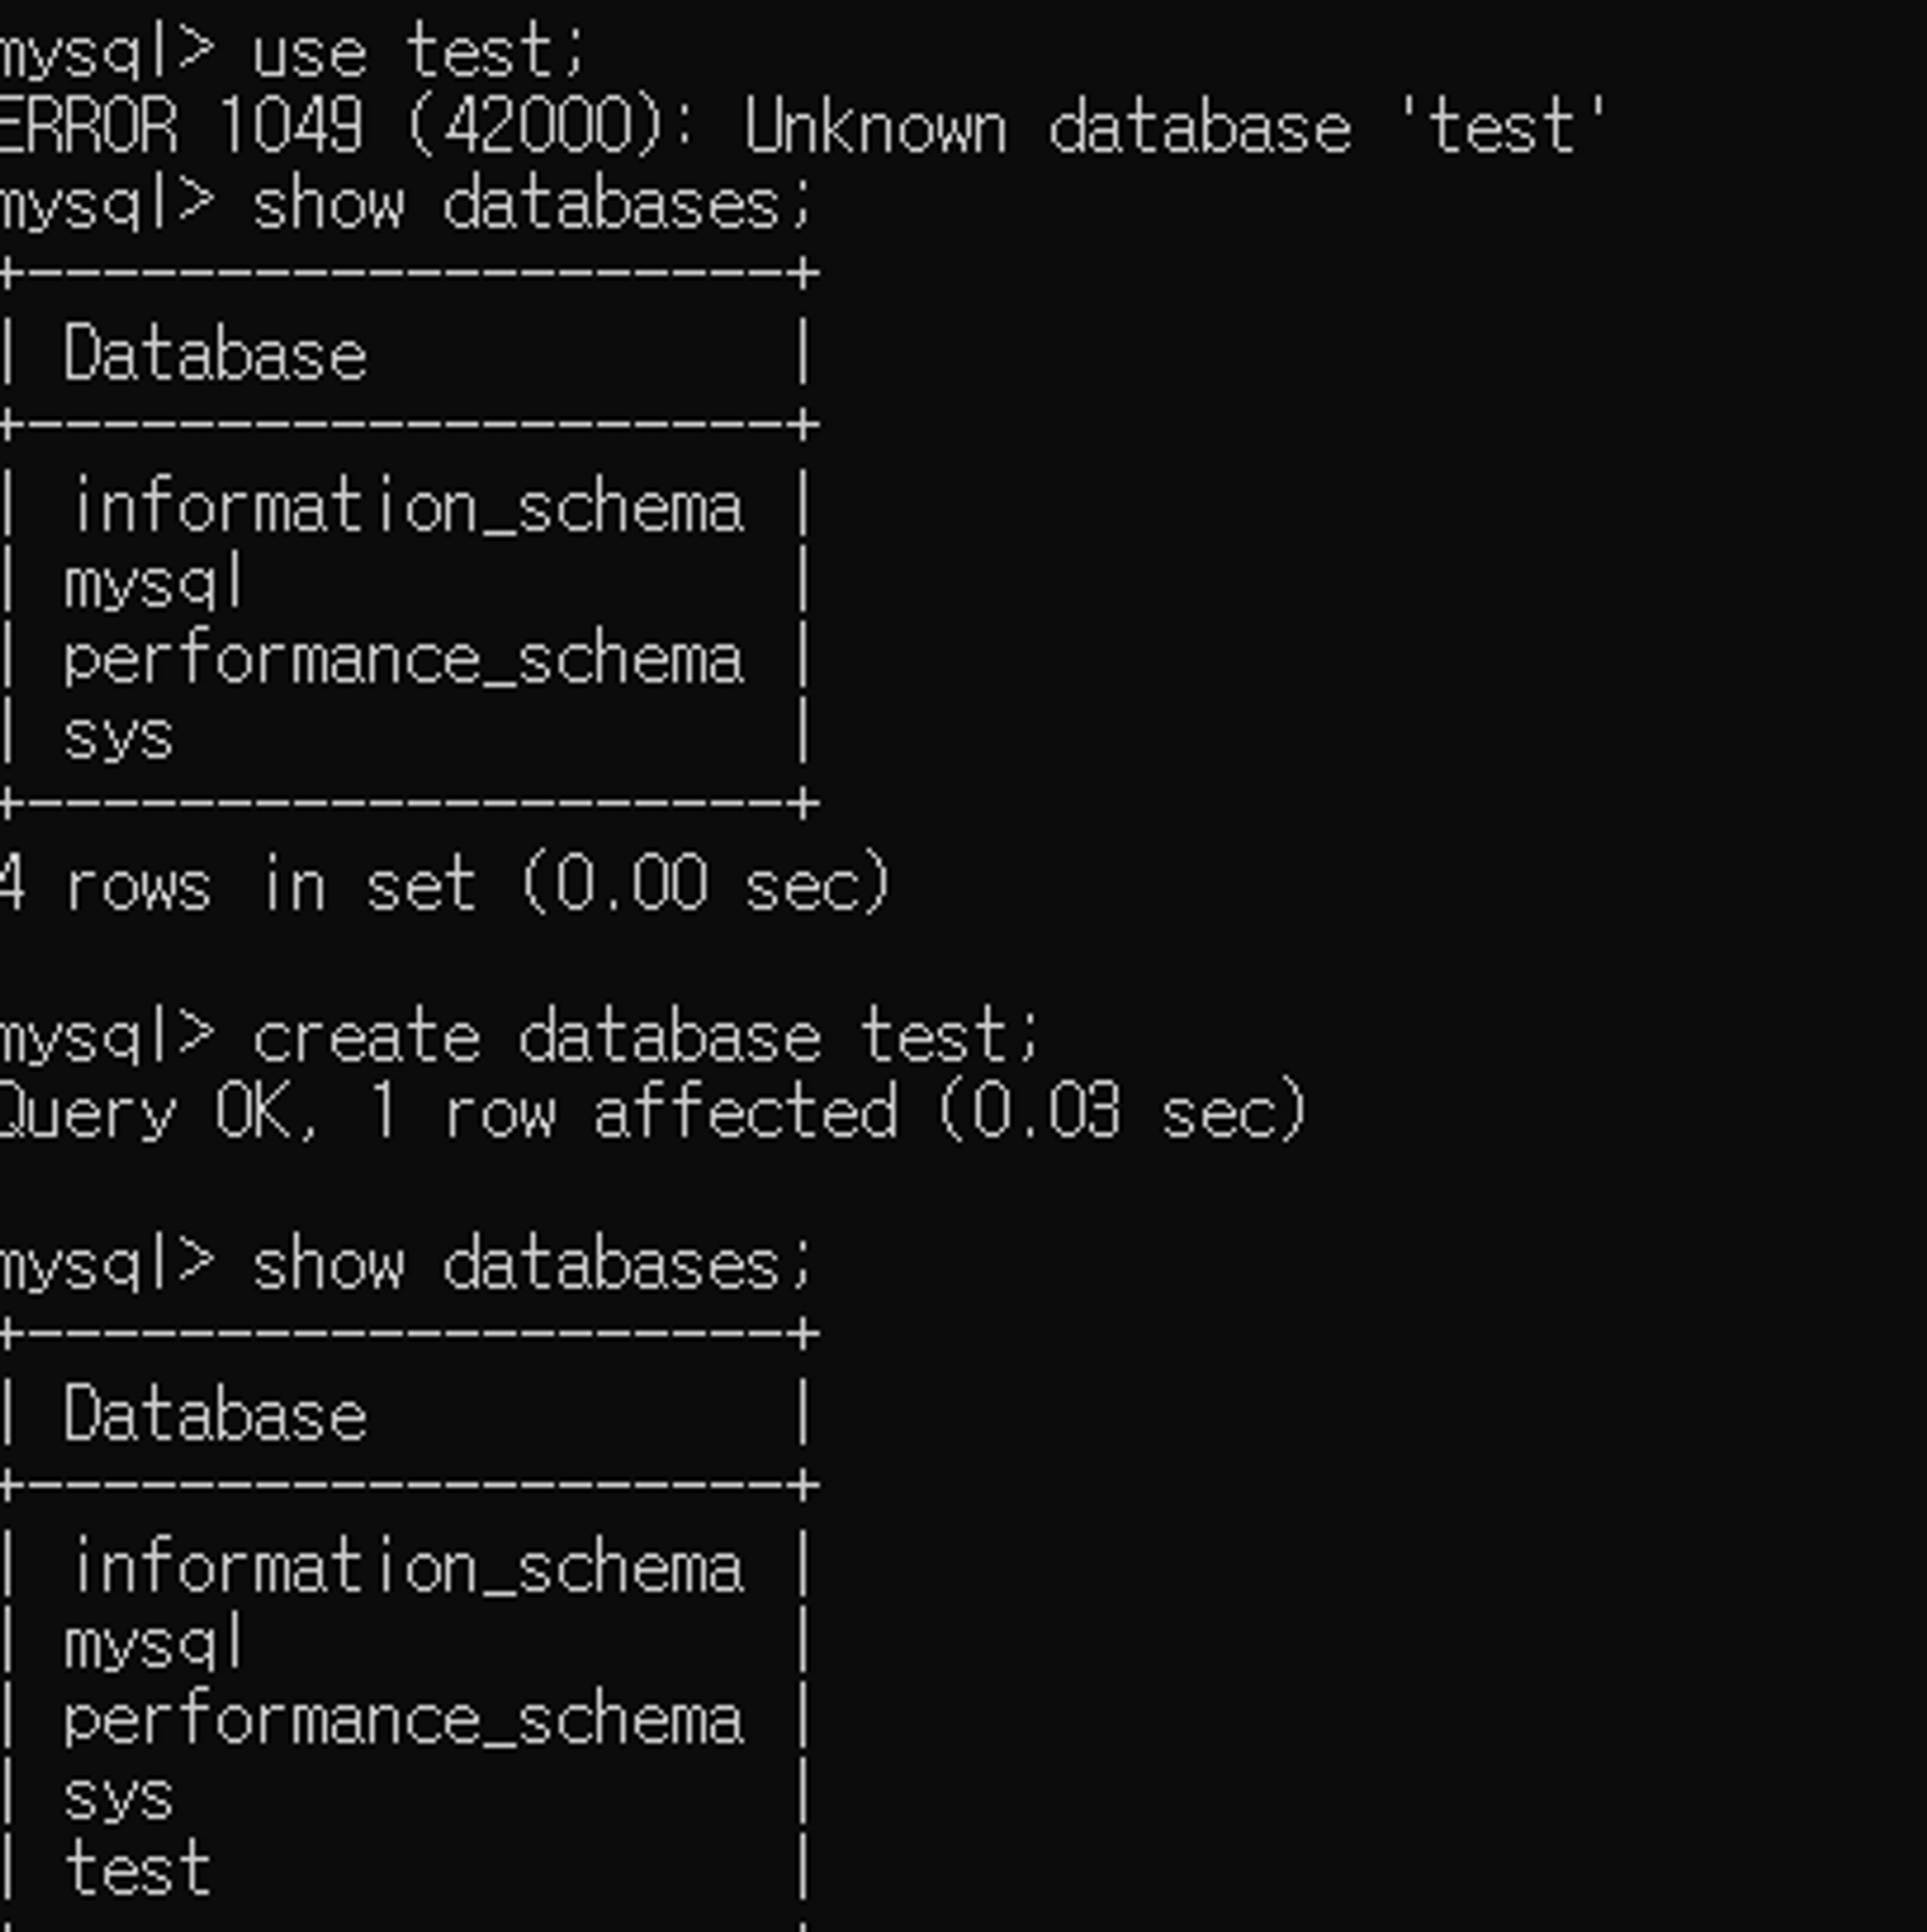 mysql> use test;
ERROR 1049 (42000): Unknown database 'test'
mysql> show databases;
+--------------------+
| Database           |
+--------------------+
| information_schema |
| mysql              |
| performance_schema |
| sys                |
+--------------------+
4 rows in set (0.00 sec)
mysql> create database test;
Query OK, 1 row affected (0.03 sec)
mysql> show databases;
+--------------------+
| Database           |
+--------------------+
| information_schema |
| mysql              |
| performance_schema |
| sys                |
| test               |